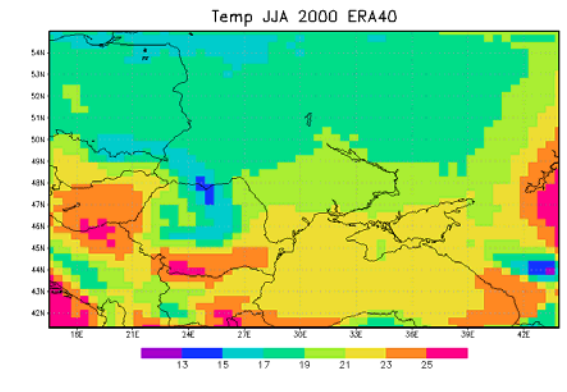 Temp JJA 2000 ERA40
54N
53N
52N
51N
50N
49N
48N
47N
46N
45N
44N
43N
42N
18E 21E 24E 27E 30E 33E 36E 39E 42E
13 15 17 19 21 23 25